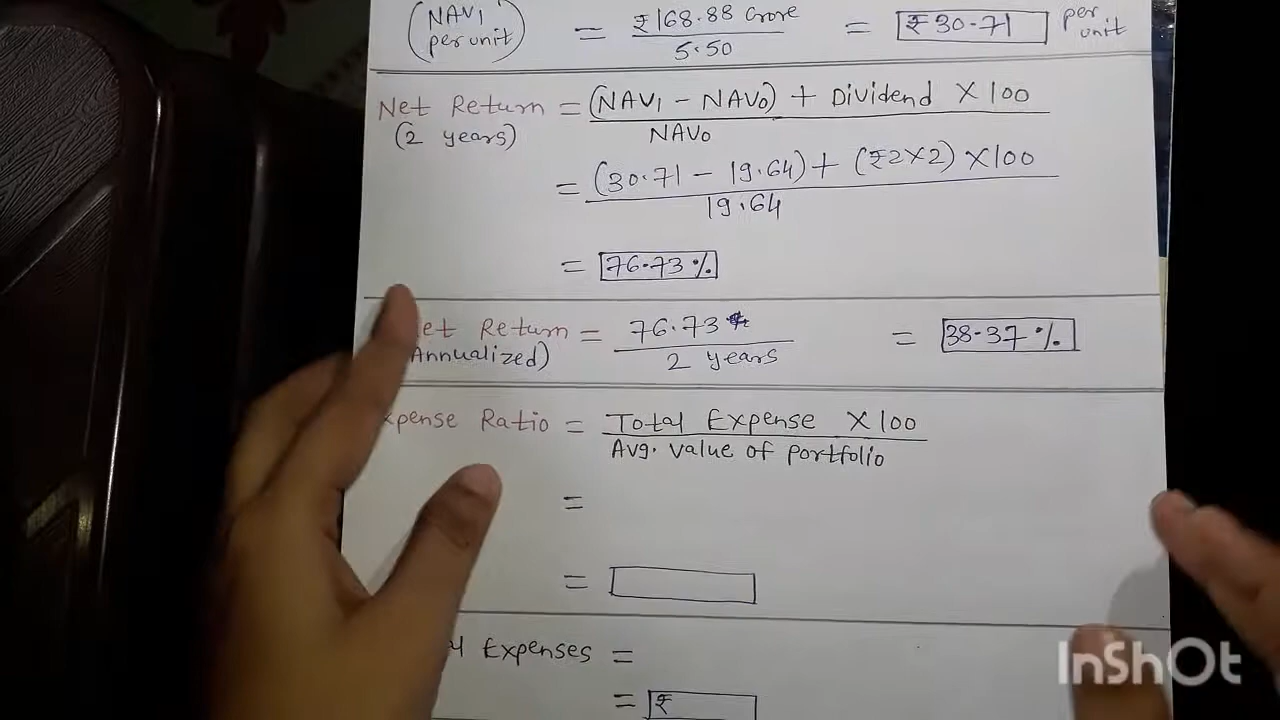 (NAV1 per unit) = ₹168.88 Crore / 5.50 = ₹30.71 per unit
Net Return (2 years) = (NAV1 - NAV0) + Dividend X 100 / NAV0
= (30.71 - 19.64) + (₹2X2) X100 / 19.64
= 76.73%
Return (Annualized) = 76.73 / 2 years = 38.37%
Ratio = Total Expense X 100 / Avg. value of portfolio
=
=
Expenses =
= ₹
InShOt